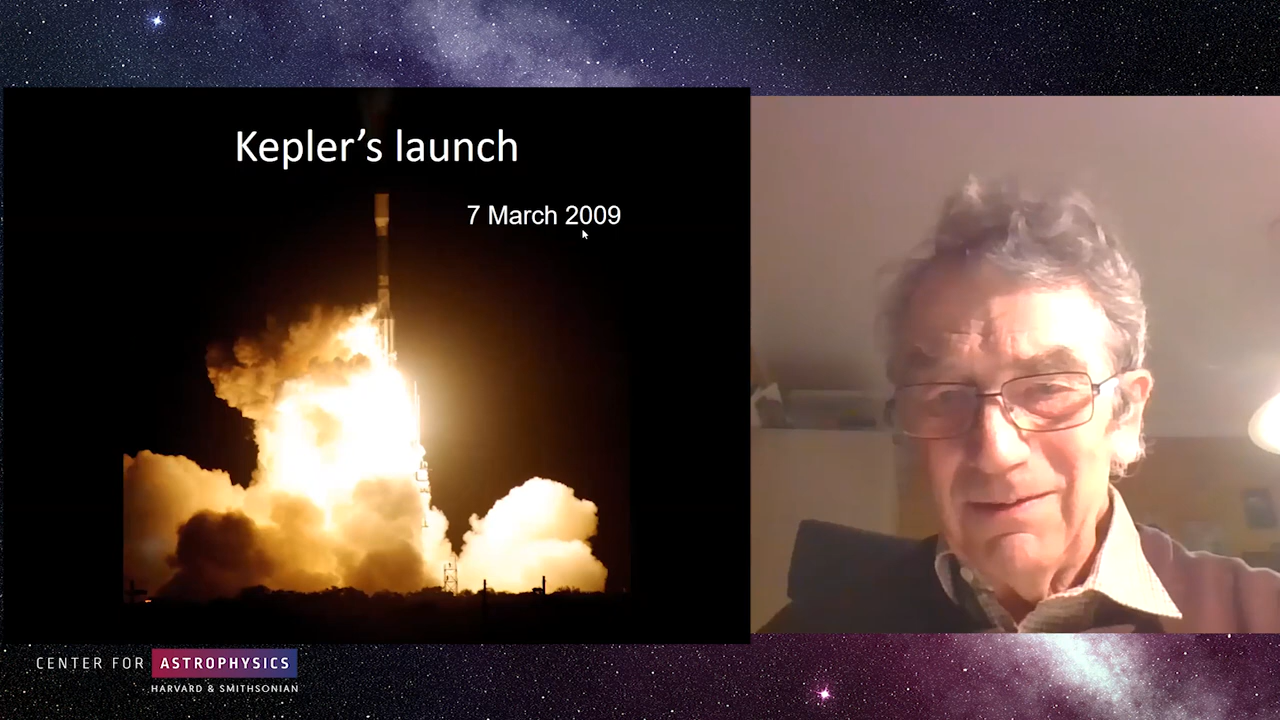 Kepler's launch
7 March 2009
CENTER FOR ASTROPHYSICS
HARVARD & SMITHSONIAN